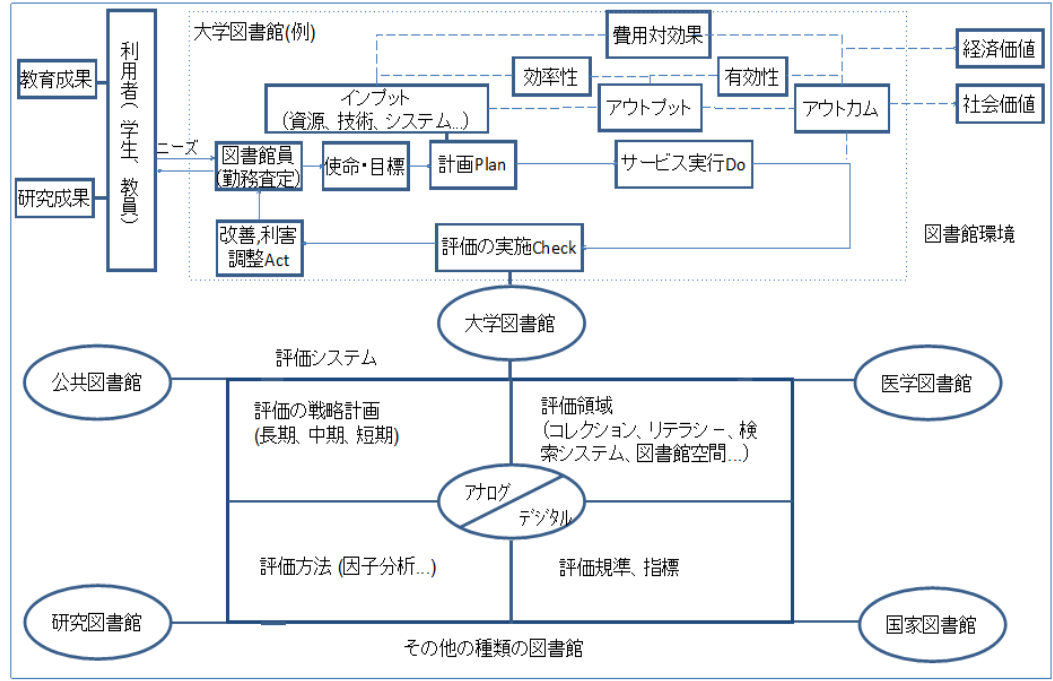 大学図書館(例)
費用対効果
経済価値
効率性
有効性
社会価値
インプット
(資源、技術、システム...)
アウトプット
アウトカム
教育成果
利用者(学生、教員)
研究成果
ニーズ
図書館員
(勤務査定)
使命・目標
計画Plan
サービス実行Do
改善,利害
調整Act
評価の実施Check
図書館環境
大学図書館
評価システム
公共図書館
医学図書館
評価の戦略計画
(長期、中期、短期)
評価領域
(コレクション、リテラシー、検
索システム、図書館空間...)
アナログ
デジタル
評価方法 (因子分析...)
評価規準、指標
研究図書館
国家図書館
その他の種類の図書館